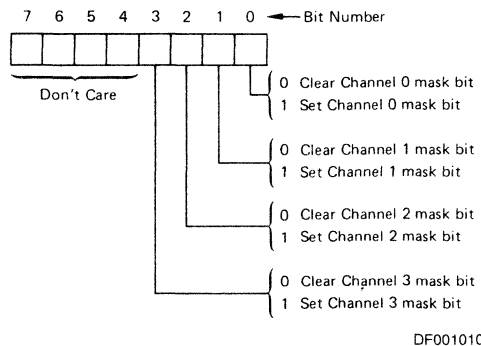 7 6 5 4 3 2 1 0 Bit Number
Don't Care
0 Clear Channel 0 mask bit
1 Set Channel 0 mask bit
0 Clear Channel 1 mask bit
1 Set Channel 1 mask bit
0 Clear Channel 2 mask bit
1 Set Channel 2 mask bit
0 Clear Channel 3 mask bit
1 Set Channel 3 mask bit
DF001010